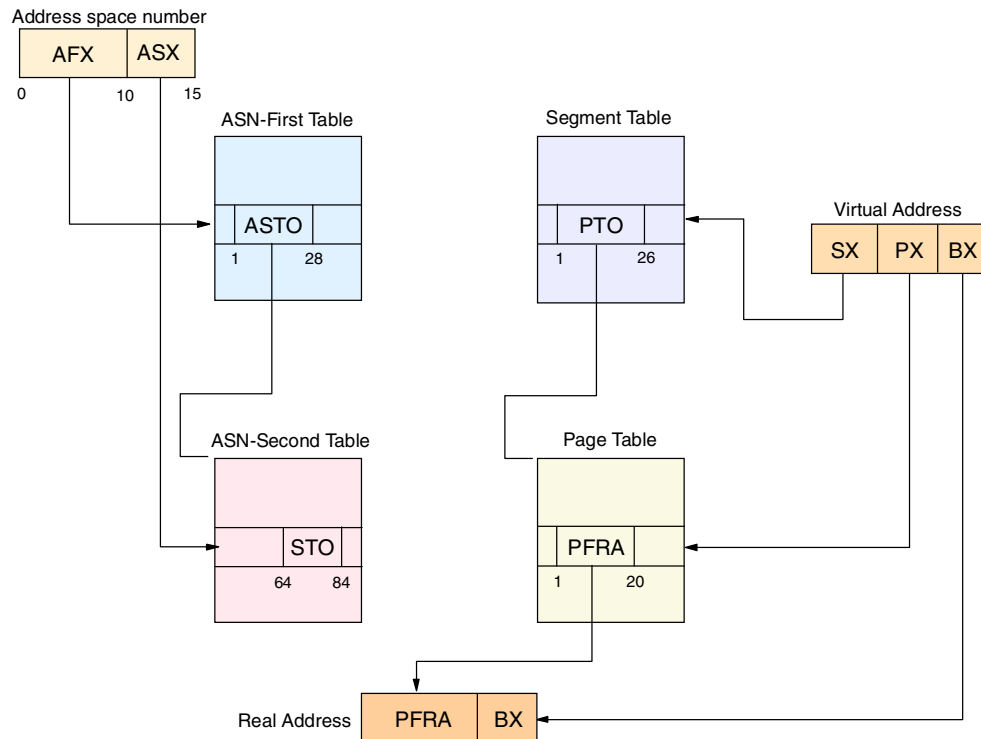 Address space number
AFX ASX
0 10 15
ASN-First Table
ASTO
1 28
Segment Table
PTO
1 26
Virtual Address
SX PX BX
ASN-Second Table
STO
64 84
Page Table
PFRA
1 20
Real Address PFRA BX